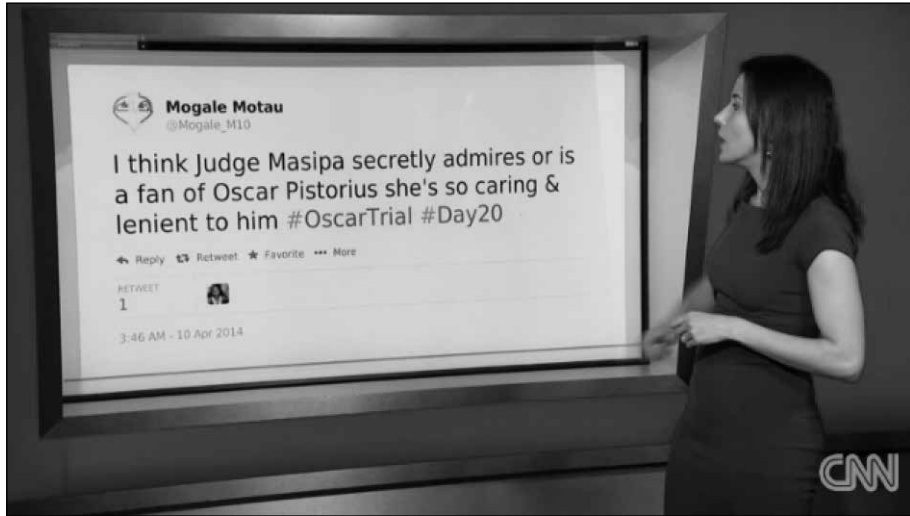 Mogale Motau
@Mogale_M10
I think Judge Masipa secretly admires or is
a fan of Oscar Pistorius she's so caring &
lenient to him #OscarTrial #Day20
Reply Retweet Favorite More
RETWEET
1
3:46 AM - 10 Apr 2014
CNN